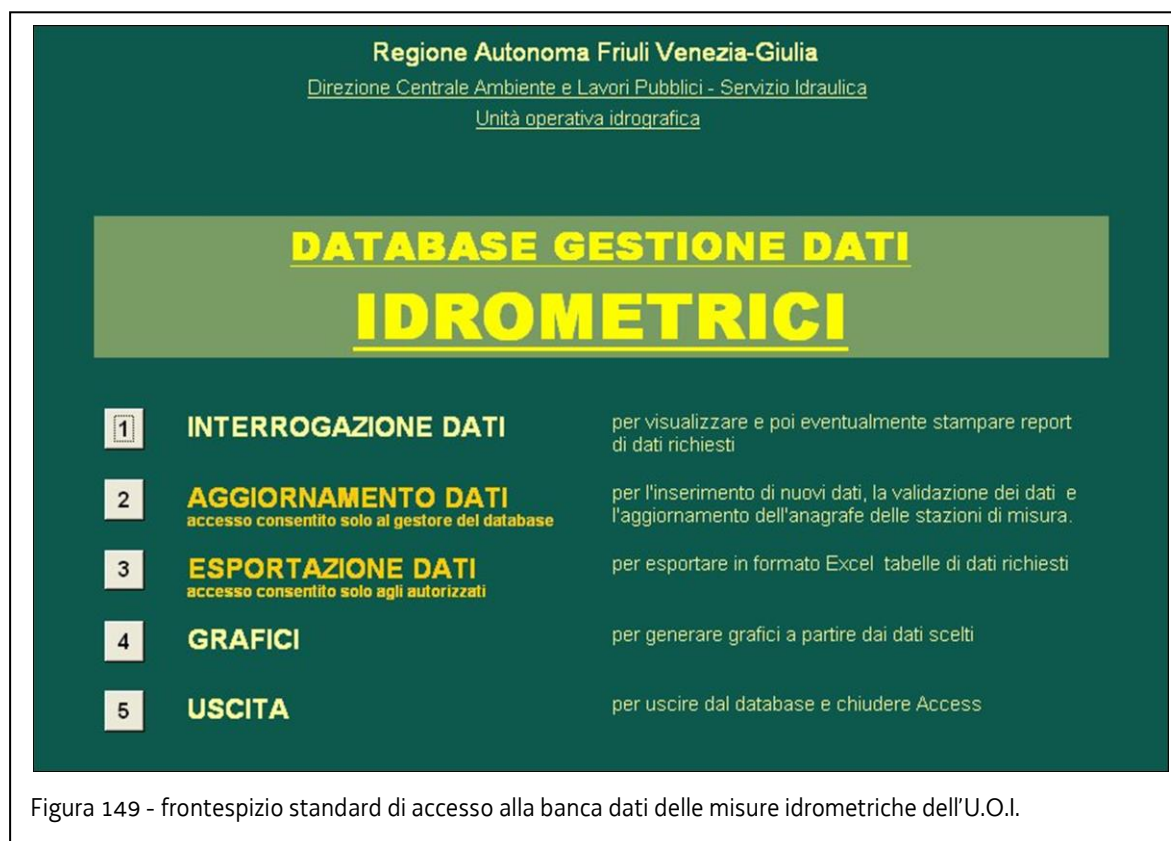 Regione Autonoma Friuli Venezia-Giulia
Direzione Centrale Ambiente e Lavori Pubblici - Servizio Idraulica
Unità operativa idrografica
DATABASE GESTIONE DATI
IDROMETRICI
1
INTERROGAZIONE DATI
per visualizzare e poi eventualmente stampare report
di dati richiesti
2
AGGIORNAMENTO DATI
accesso consentito solo al gestore del database
per l'inserimento di nuovi dati, la validazione dei dati e
l'aggiornamento dell'anagrafe delle stazioni di misura.
3
ESPORTAZIONE DATI
accesso consentito solo agli autorizzati
per esportare in formato Excel tabelle di dati richiesti
4
GRAFICI
per generare grafici a partire dai dati scelti
5
USCITA
per uscire dal database e chiudere Access
Figura 149 - frontespizio standard di accesso alla banca dati delle misure idrometriche dell'U.O.I.